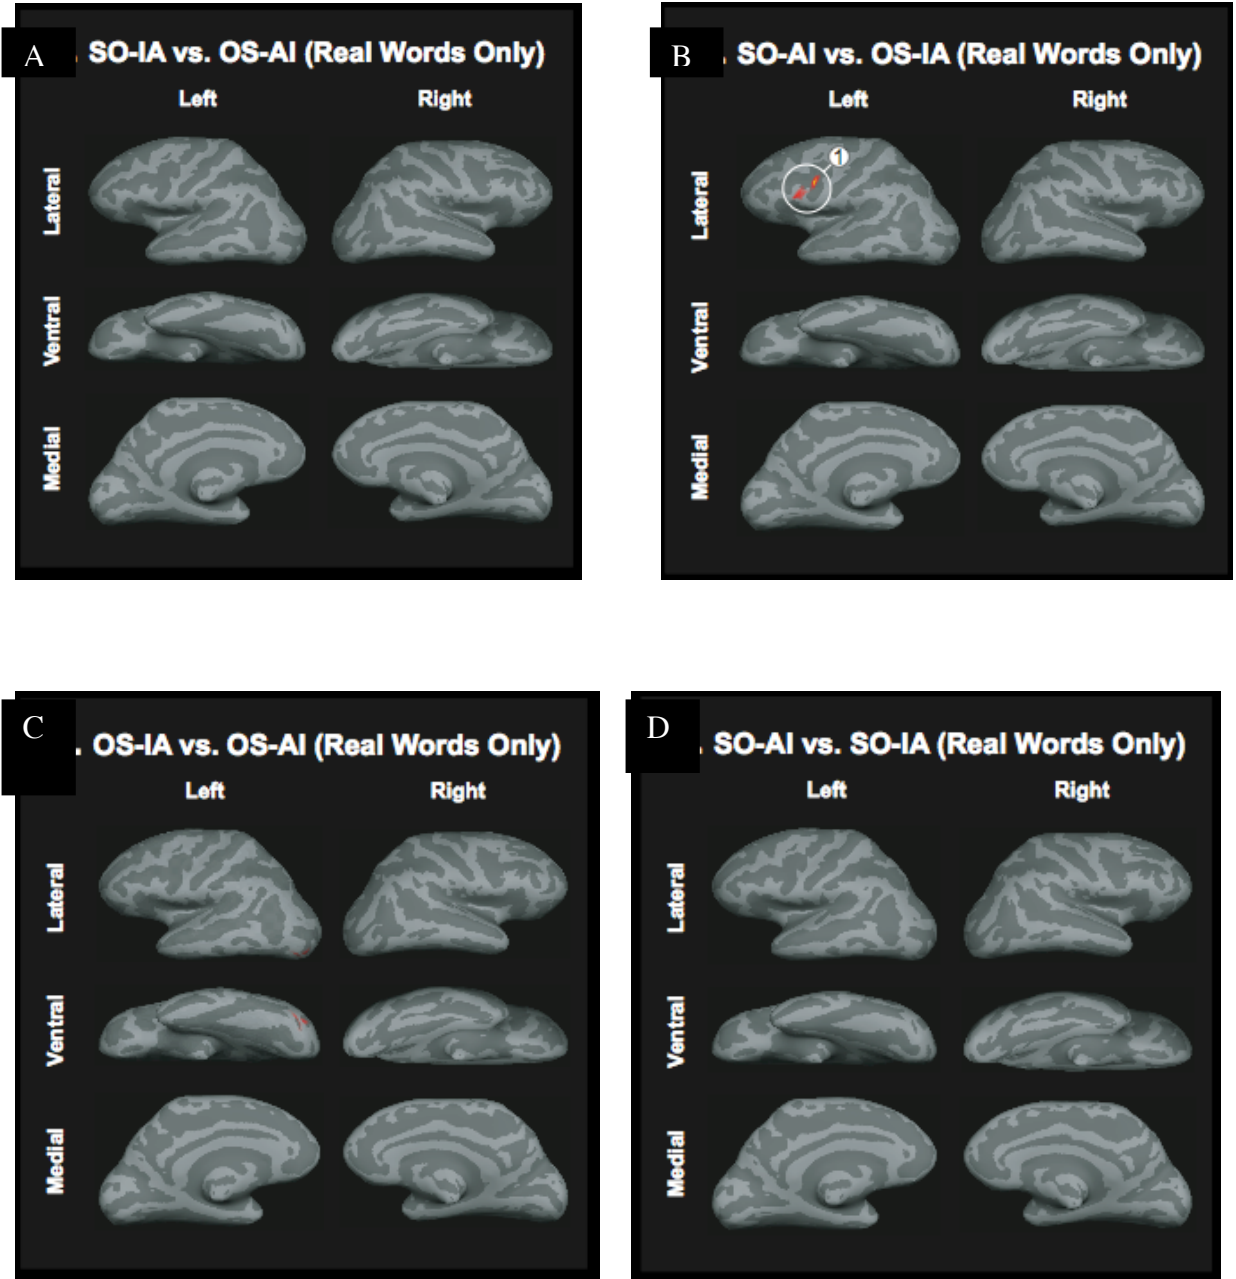 A . SO-IA vs. OS-AI (Real Words Only)
Left Right
Lateral
Ventral
Medial
B . SO-AI vs. OS-IA (Real Words Only)
Left Right
1
Lateral
Ventral
Medial
C . OS-IA vs. OS-AI (Real Words Only)
Left Right
Lateral
Ventral
Medial
D . SO-AI vs. SO-IA (Real Words Only)
Left Right
Lateral
Ventral
Medial